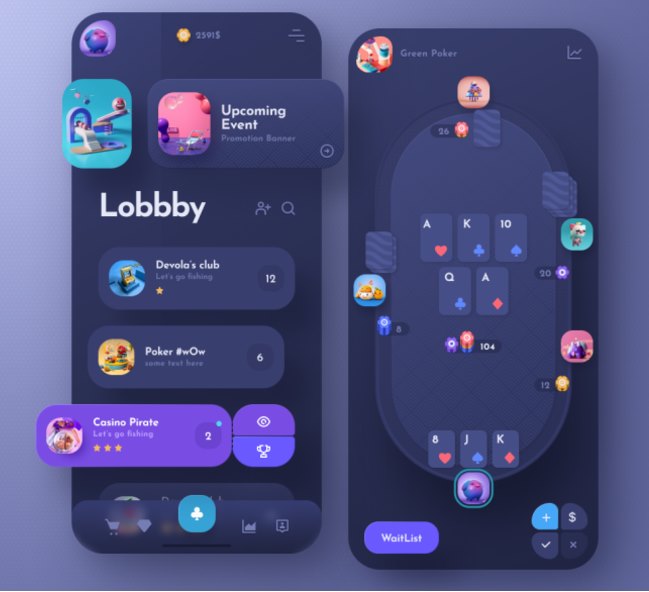 2591$
Upcoming
Event
Promotion Banner
Lobbby
Devola's club
Let's go fishing
12
Poker #wOw
some text here
6
Casino Pirate
Let's go fishing
2
Green Poker
26
A
K
10
20
Q
A
8
104
12
8
J
K
WaitList
+
$